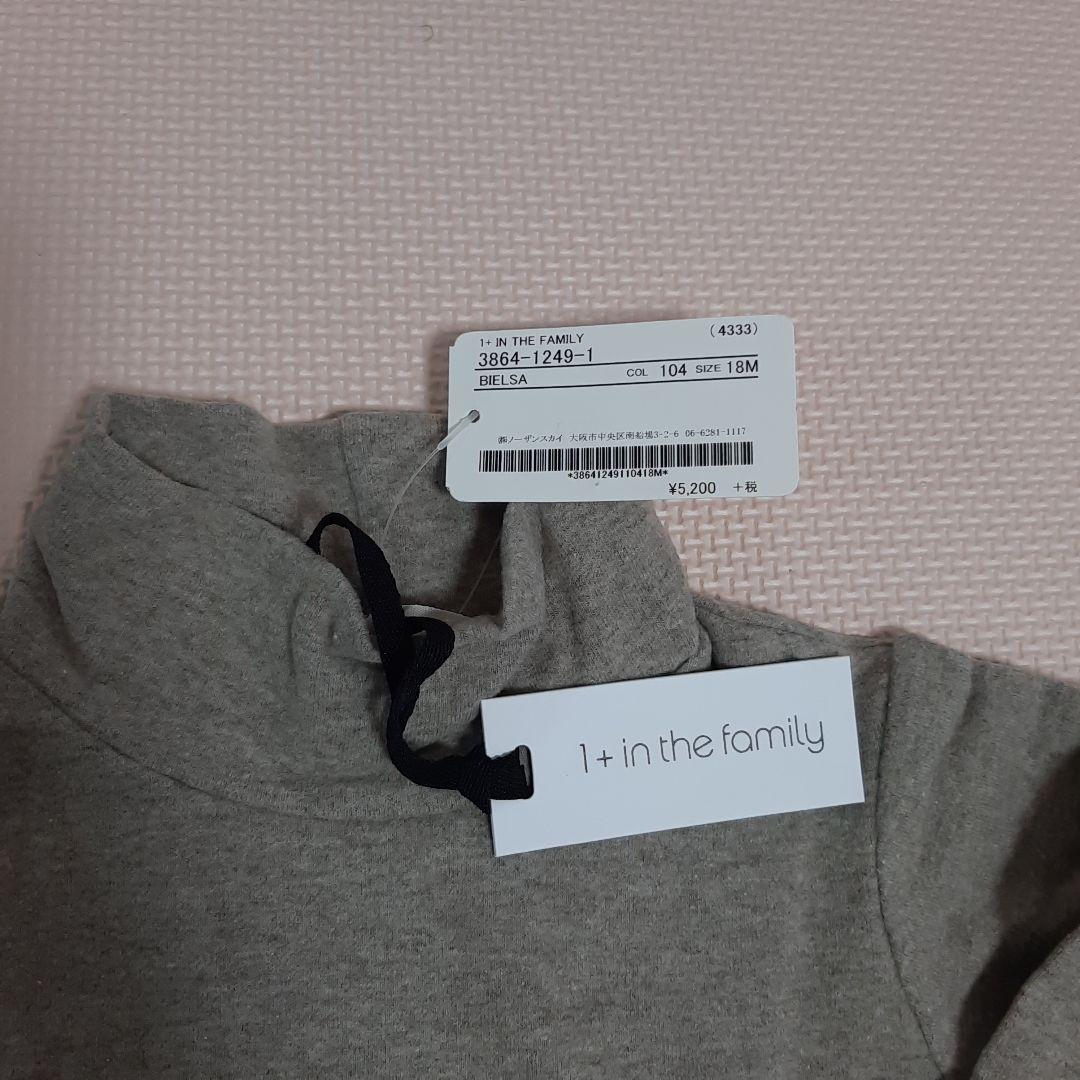 1+ IN THE FAMILY (4333)
3864-1249-1
BIELSA COL 104 SIZE 18M
㈱ノーザンスカイ 大阪市中央区南船場3-2-6 06-6281-1117
*38641249110418M*
¥5,200 +税
1+ in the family